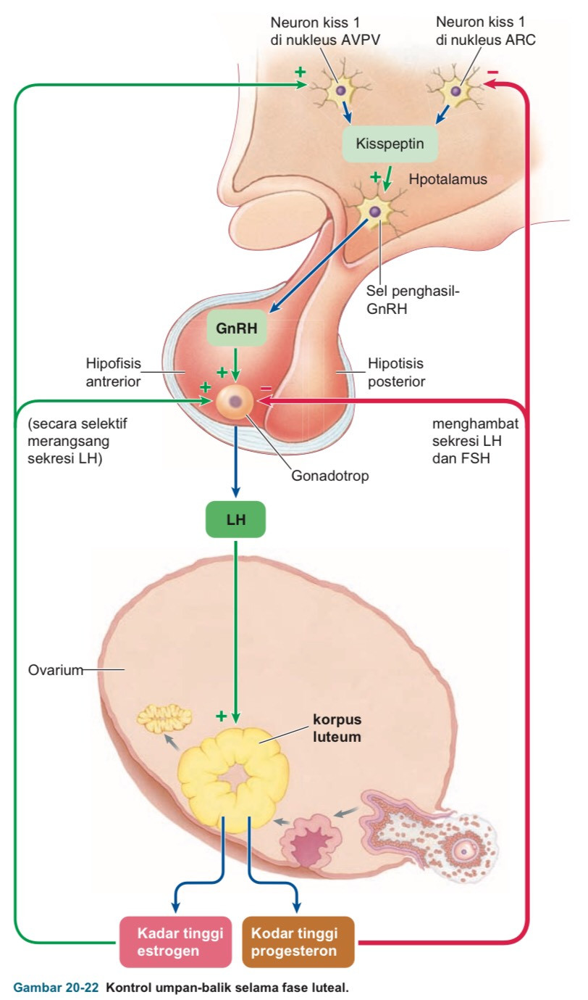 Neuron kiss 1
di nukleus AVPV
Neuron kiss 1
di nukleus ARC
+
–
Kisspeptin
+
Hpotalamus
Sel penghasil-
GnRH
GnRH
Hipofisis
antrerior
+
+
–
Hipotisis
posterior
(secara selektif
merangsang
sekresi LH)
menghambat
sekresi LH
dan FSH
Gonadotrop
LH
Ovarium
+
korpus
luteum
Kadar tinggi
estrogen
Kodar tinggi
progesteron
Gambar 20-22 Kontrol umpan-balik selama fase luteal.